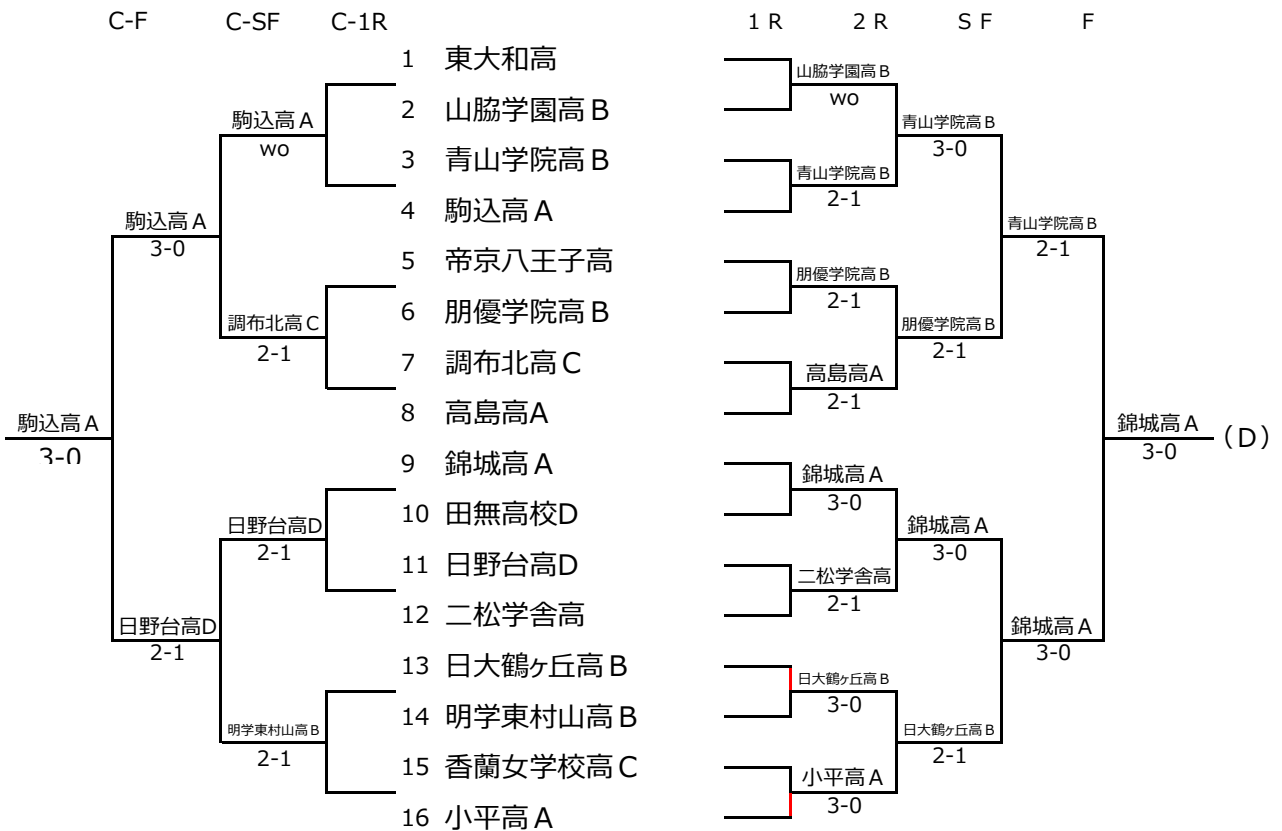 C-F C-SF C-1R 1 R 2 R S F F
1 東大和高
山脇学園高B
wo
2 山脇学園高B
駒込高A
wo
青山学院高B
3-0
3 青山学院高B
青山学院高B
2-1
4 駒込高A
駒込高A
3-0
青山学院高B
2-1
5 帝京八王子高
朋優学院高B
2-1
6 朋優学院高B
調布北高C
2-1
朋優学院高B
2-1
7 調布北高C
高島高A
2-1
8 高島高A
駒込高A
3-0
錦城高A
3-0
(D)
9 錦城高A
錦城高A
3-0
10 田無高校D
日野台高D
2-1
錦城高A
3-0
11 日野台高D
二松学舎高
2-1
12 二松学舎高
日野台高D
2-1
錦城高A
3-0
13 日大鶴ヶ丘高B
日大鶴ヶ丘高B
3-0
14 明学東村山高B
明学東村山高B
2-1
日大鶴ヶ丘高B
2-1
15 香蘭女学校高C
小平高A
3-0
16 小平高A